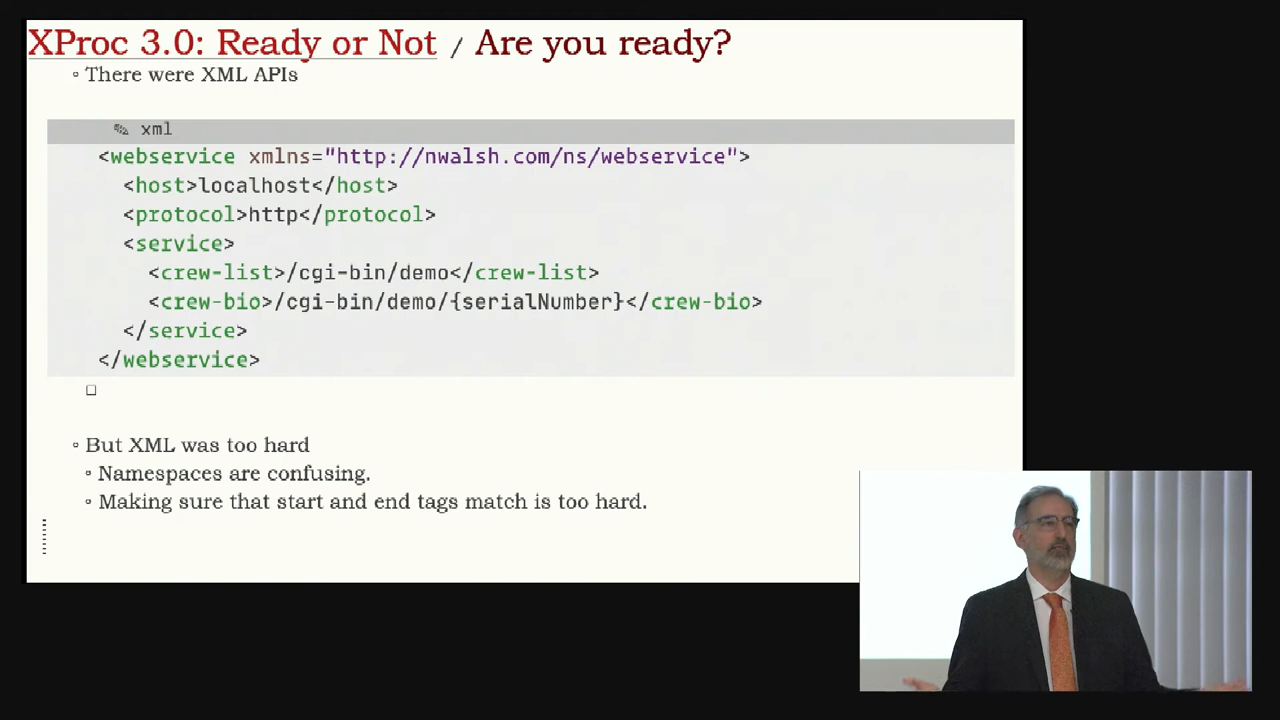 XProc 3.0: Ready or Not / Are you ready?
◦ There were XML APIs
✎ xml
<webservice xmlns="http://nwalsh.com/ns/webservice">
<host>localhost</host>
<protocol>http</protocol>
<service>
<crew-list>/cgi-bin/demo</crew-list>
<crew-bio>/cgi-bin/demo/{serialNumber}</crew-bio>
</service>
</webservice>
◦ But XML was too hard
◦ Namespaces are confusing.
◦ Making sure that start and end tags match is too hard.